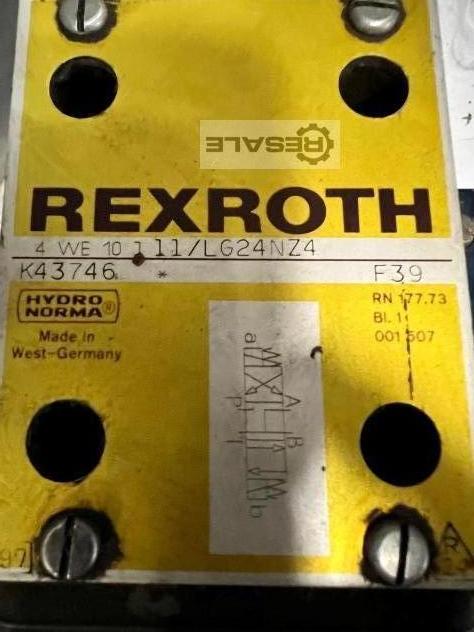 RESALE
REXROTH
4 WE 10 J 11/LG24NZ4
K43746 *
F39
HYDRO
NORMA®
RN 177.73
Bl. 1
001 507
Made in
West-Germany
a
A
B
P
T
b
97
R